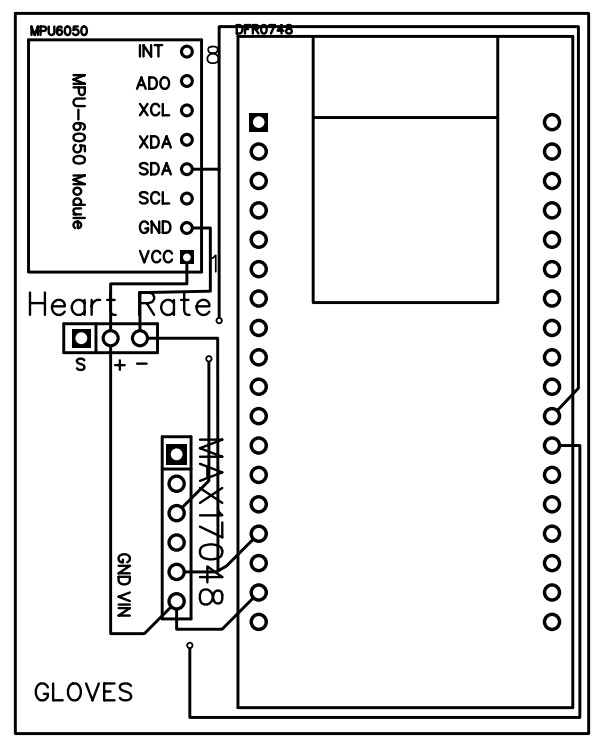 MPU6050
DFR0748
INT
8
ADO
XCL
XDA
SDA
SCL
GND
VCC
1
MPU-6050 Module
Heart Rate
S + -
MAX17048
GND VIN
GLOVES